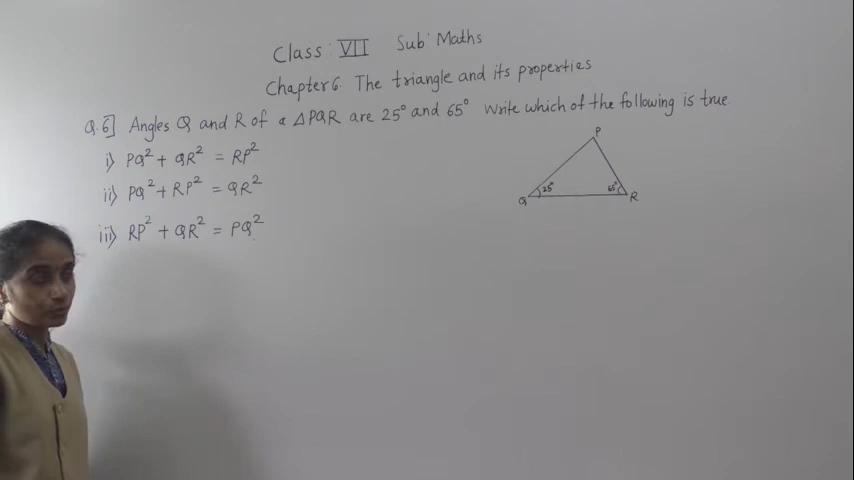 Class : VII Sub: Maths
Chapter 6. The triangle and its properties
Q.6] Angles Q and R of a △PQR are 25° and 65° Write which of the following is true.
i) PQ² + QR² = RP²
ii) PQ² + RP² = QR²
iii) RP² + QR² = PQ²
P
25° 65°
Q R